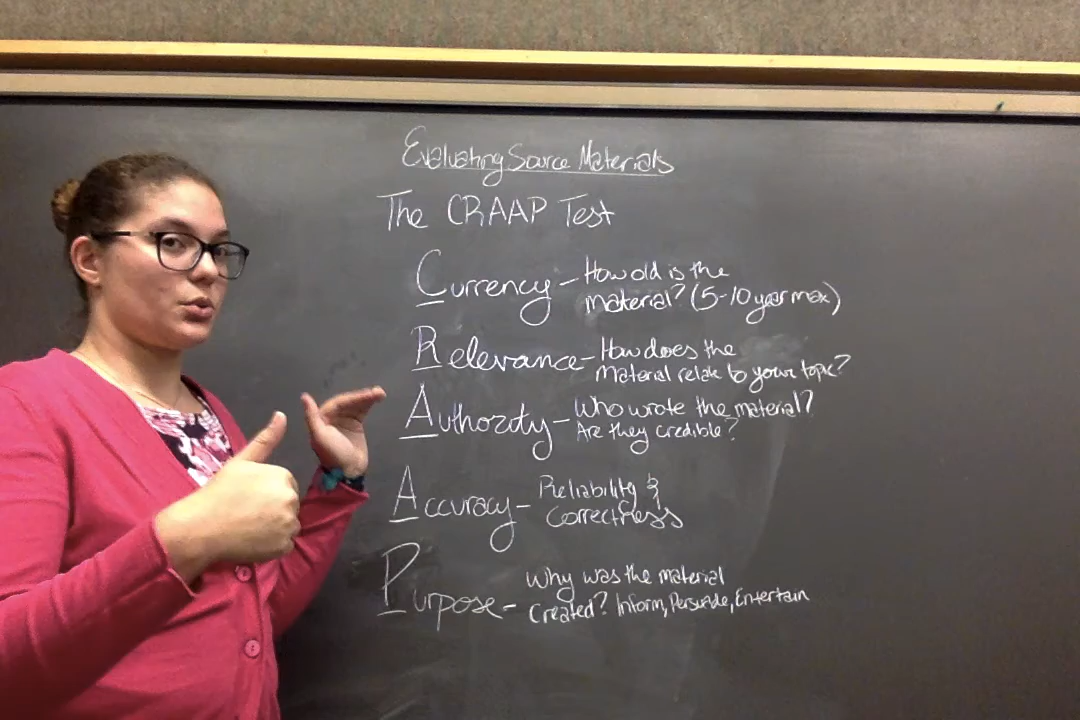 Evaluating Source Materials
The CRAAP Test
Currency - How old is the
material? (5-10 year max)
Relevance - How does the
material relate to your topic?
Authority - Who wrote the material?
Are they credible?
Accuracy - Reliability &
Correctness
Purpose - Why was the material
Created? Inform, Persuade, Entertain